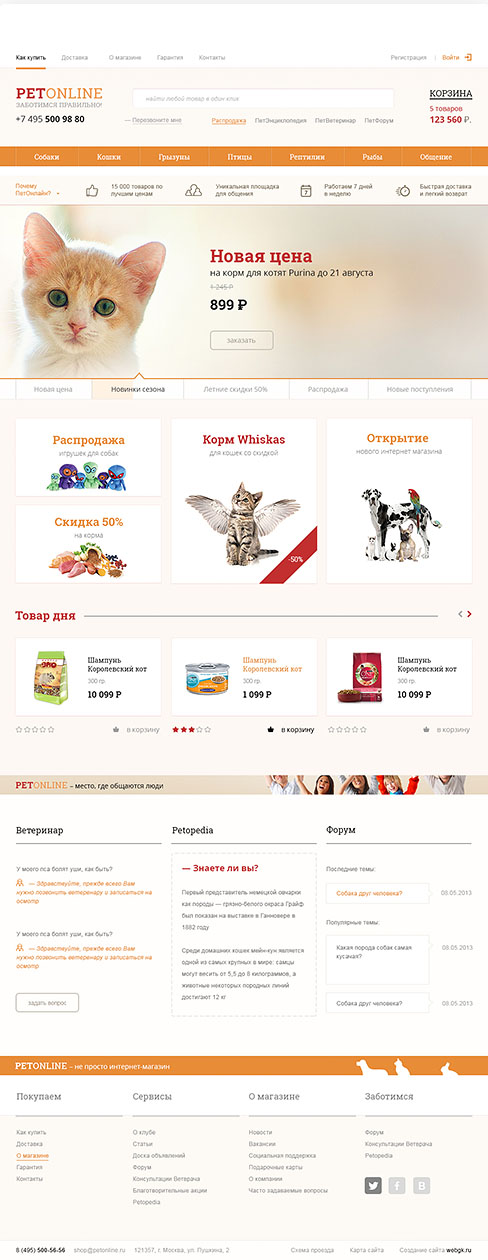 Как купить Доставка О магазине Гарантия Контакты Регистрация Войти
PETONLINE
ЗАБОТИМСЯ ПРАВИЛЬНО!
+7 495 500 98 80
найти любой товар в один клик
— Перезвоните мне Распродажа ПетЭнциклопедия ПетВетеринар ПетФорум
КОРЗИНА
5 товаров
123 560 Р.
Собаки Кошки Грызуны Птицы Рептилии Рыбы Общение
Почему
ПетОнлайн?
15 000 товаров по
лучшим ценам
Уникальная площадка
для общения
7
Работаем 7 дней
в неделю
Быстрая доставка
и легкий возврат
Новая цена
на корм для котят Purina до 21 августа
1 245 Р
899 Р
заказать
Новая цена Новинки сезона Летние скидки 50% Распродажа Новые поступления
Распродажа
игрушек для собак
Скидка 50%
на корма
Корм Whiskas
для кошек со скидкой
-50%
Открытие
нового интернет магазина
Товар дня
Шампунь
Королевский кот
300 гр.
10 099 Р
в корзину
Шампунь
Королевский кот
300 гр.
1 099 Р
в корзину
Шампунь
Королевский кот
300 гр.
10 099 Р
в корзину
PETONLINE – место, где общаются люди
Ветеринар
У моего пса болят уши, как быть?
— Здравствуйте, прежде всего Вам
нужно позвонить ветеринару и записаться на
осмотр
У моего пса болят уши, как быть?
— Здравствуйте, прежде всего Вам
нужно позвонить ветеринару и записаться на
осмотр
задать вопрос
Petopedia
— Знаете ли вы?
Первый представитель немецкой овчарки
как породы — грязно-белого окраса Грайф
был показан на выставке в Ганновере в
1882 году
Среди домашних кошек мейн-кун является
одной из самых крупных в мире: самцы
могут весить от 5,5 до 8 килограммов, а
животные некоторых породных линий
достигают 12 кг
Форум
Последние темы:
Собака друг человека? 08.05.2013
Популярные темы:
Какая порода собак самая
кусачая?
08.05.2013
Собака друг человека? 08.05.2013
PETONLINE – не просто интернет-магазин
Покупаем
Как купить
Доставка
О магазине
Гарантия
Контакты
Сервисы
О клубе
Статьи
Доска объявлений
Форум
Консультации Ветврача
Благотворительные акции
Petopedia
О магазине
Новости
Вакансии
Социальная поддержка
Подарочные карты
О компании
Часто задаваемые вопросы
Заботимся
Форум
Консультации Ветврача
Petopedia
8 (495) 500-56-56 shop@petonline.ru 121357, г. Москва, ул. Пушкина, 2 Схема проезда Карта сайта Создание сайта webgk.ru